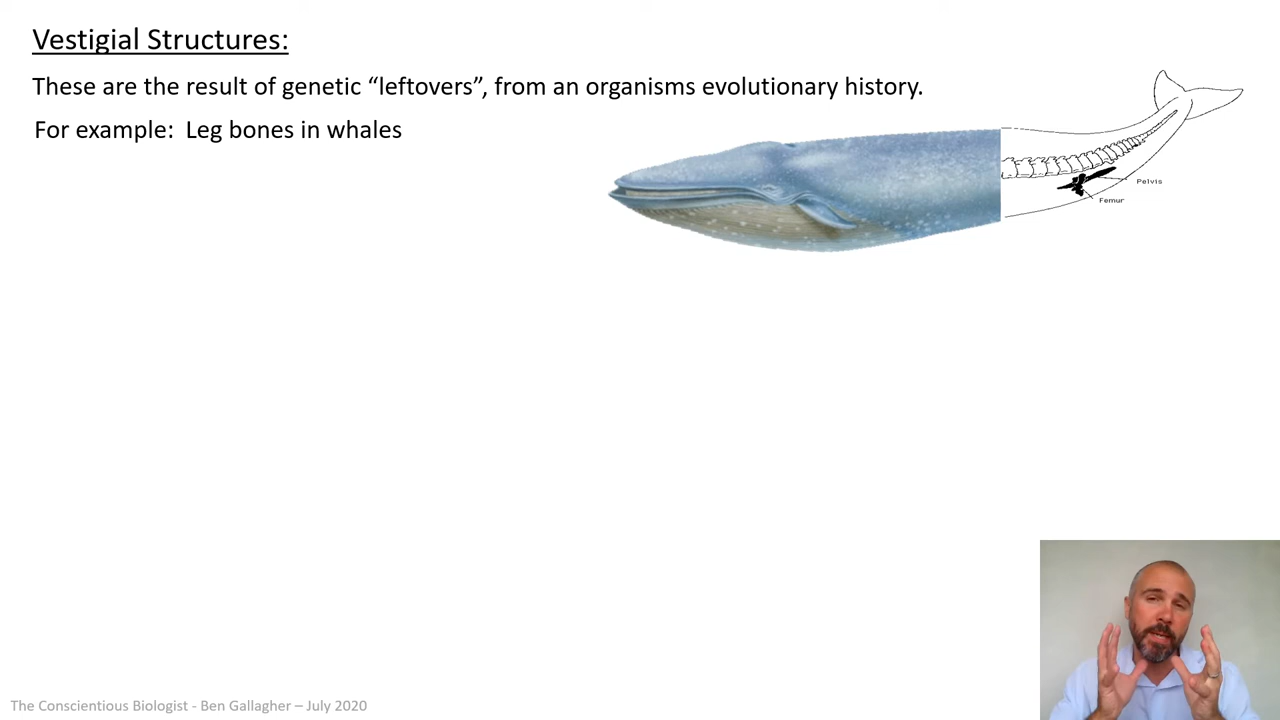 Vestigial Structures:
These are the result of genetic “leftovers”, from an organisms evolutionary history.
For example:  Leg bones in whales
Pelvis
Femur
The Conscientious Biologist - Ben Gallagher – July 2020